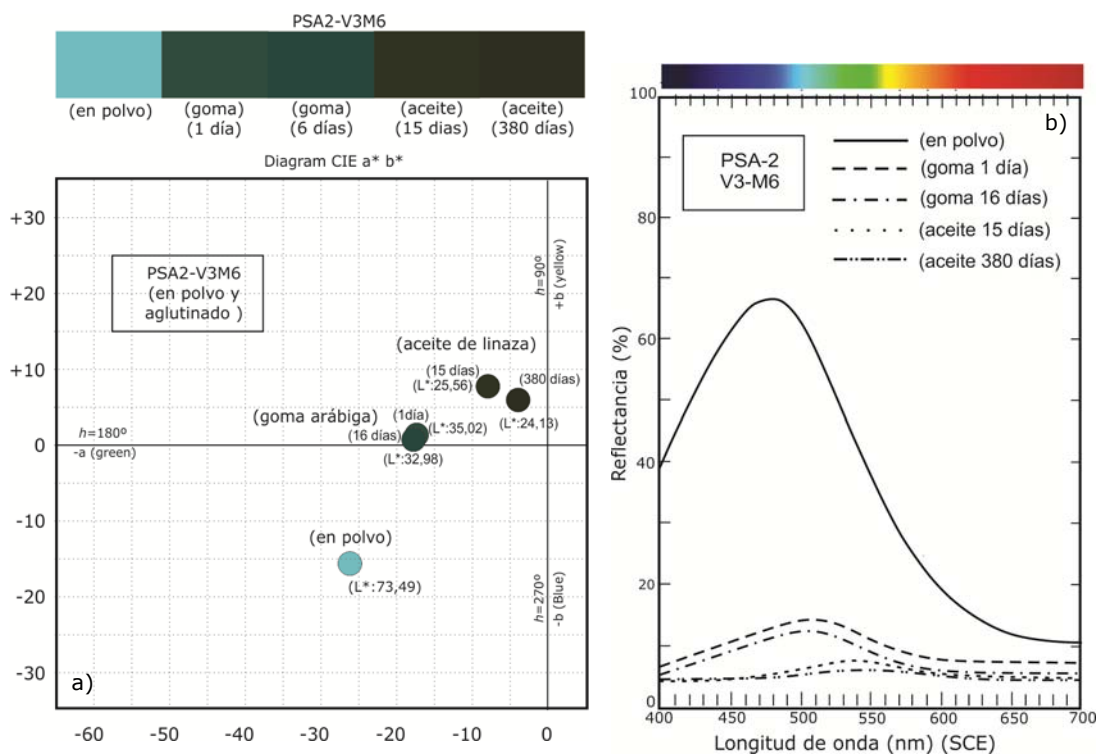 PSA2-V3M6
(en polvo)
(goma)
(1 día)
(goma)
(6 días)
(aceite)
(15 dias)
(aceite)
(380 días)
Diagram CIE a* b*
+30
+20
+10
0
-10
-20
-30
PSA2-V3M6
(en polvo y
aglutinado )
h=90º
+b (yellow)
(aceite de linaza)
(15 días)
(L*:25,56)
(380 días)
(L*:24,13)
(goma arábiga)
(1día)
(L*:35,02)
(16 días)
(L*:32,98)
h=180º
-a (green)
(en polvo)
(L*:73,49)
h=270º
-b (Blue)
a)
-60
-50
-40
-30
-20
-10
0
b)
100
80
60
40
20
0
Reflectancia (%)
PSA-2
V3-M6
(en polvo)
(goma 1 día)
(goma 16 días)
(aceite 15 días)
(aceite 380 días)
400
450
500
550
600
650
700
Longitud de onda (nm) (SCE)